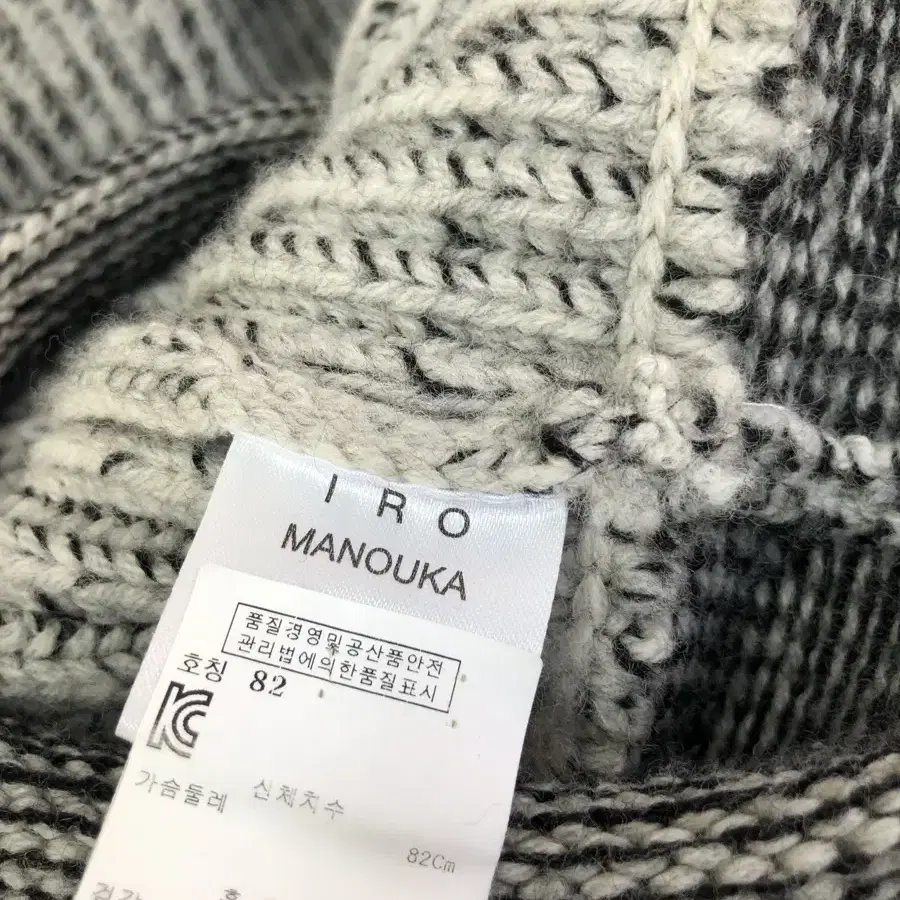 IRO
MANOUKA
품질경영및공산품안전
관리법에의한품질표시
호칭 82
가슴둘레 신체치수
82Cm